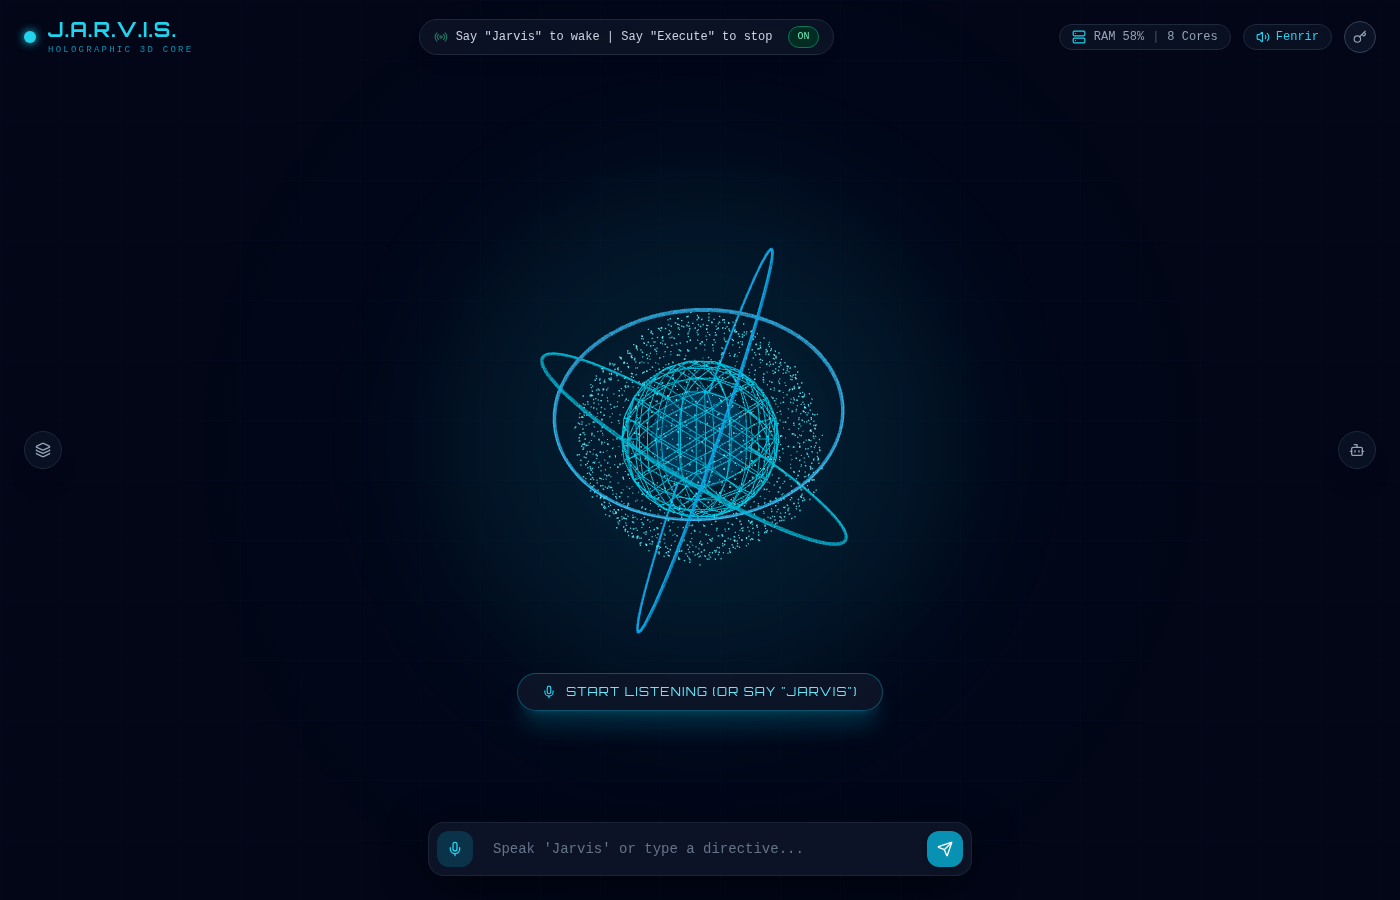 J.A.R.V.I.S.
HOLOGRAPHIC 3D CORE
Say "Jarvis" to wake | Say "Execute" to stop
ON
RAM 58% | 8 Cores
Fenrir
START LISTENING (OR SAY "JARVIS")
Speak 'Jarvis' or type a directive...